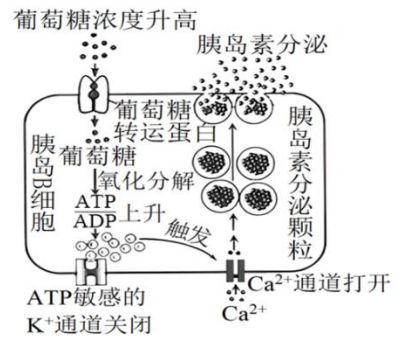 葡萄糖浓度升高
胰岛素分泌
葡萄糖
转运蛋白
葡萄糖
氧化分解
ATP
ADP
上升
触发
胰岛B细胞
胰岛素分泌颗粒
ATP敏感的
K⁺通道关闭
Ca²⁺通道打开
Ca²⁺